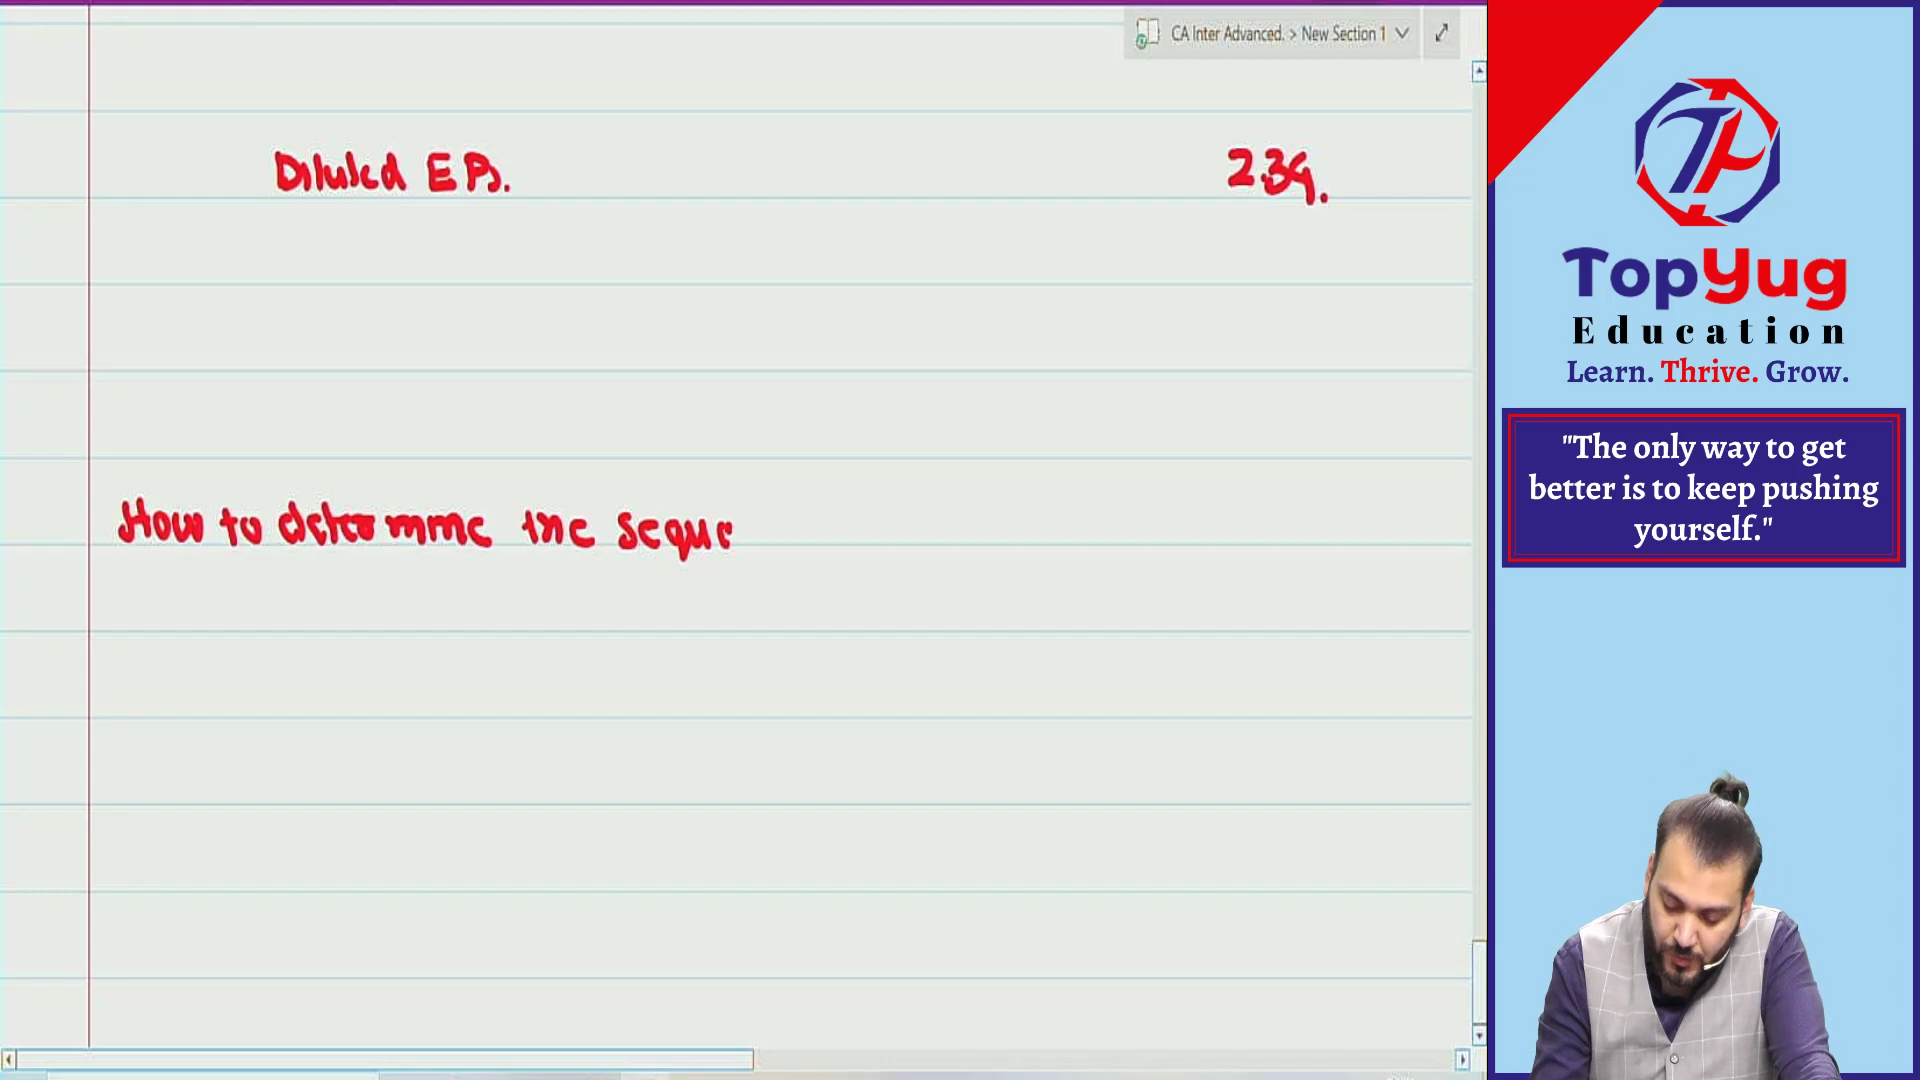 CA Inter Advanced. > New Section 1
Diluted EPS. 2.34.
How to determine the seque
TopYug
Education
Learn. Thrive. Grow.
"The only way to get
better is to keep pushing
yourself."